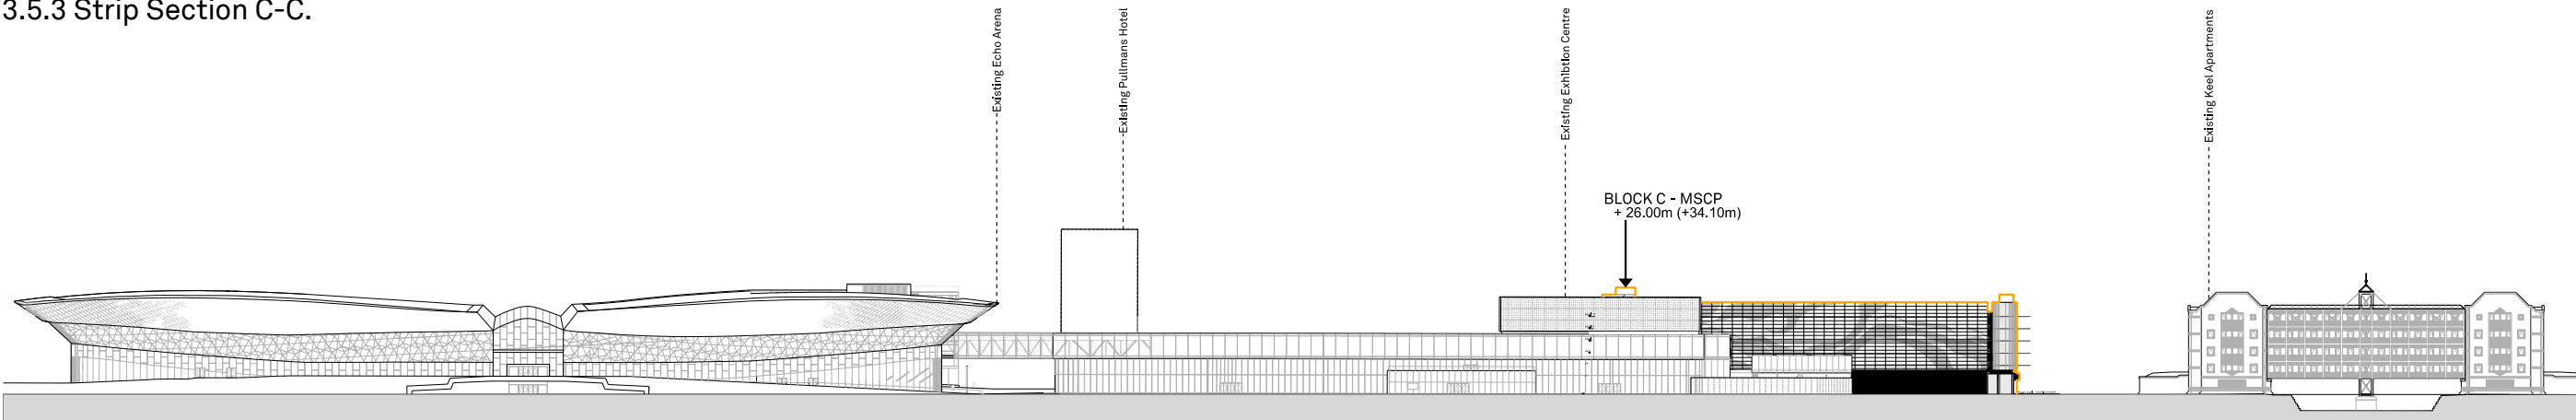 3.5.3 Strip Section C-C.
Existing Echo Arena
Existing Pullmans Hotel
Existing Exhibtion Centre
Existing Keel Apartments
BLOCK C - MSCP
+ 26.00m (+34.10m)